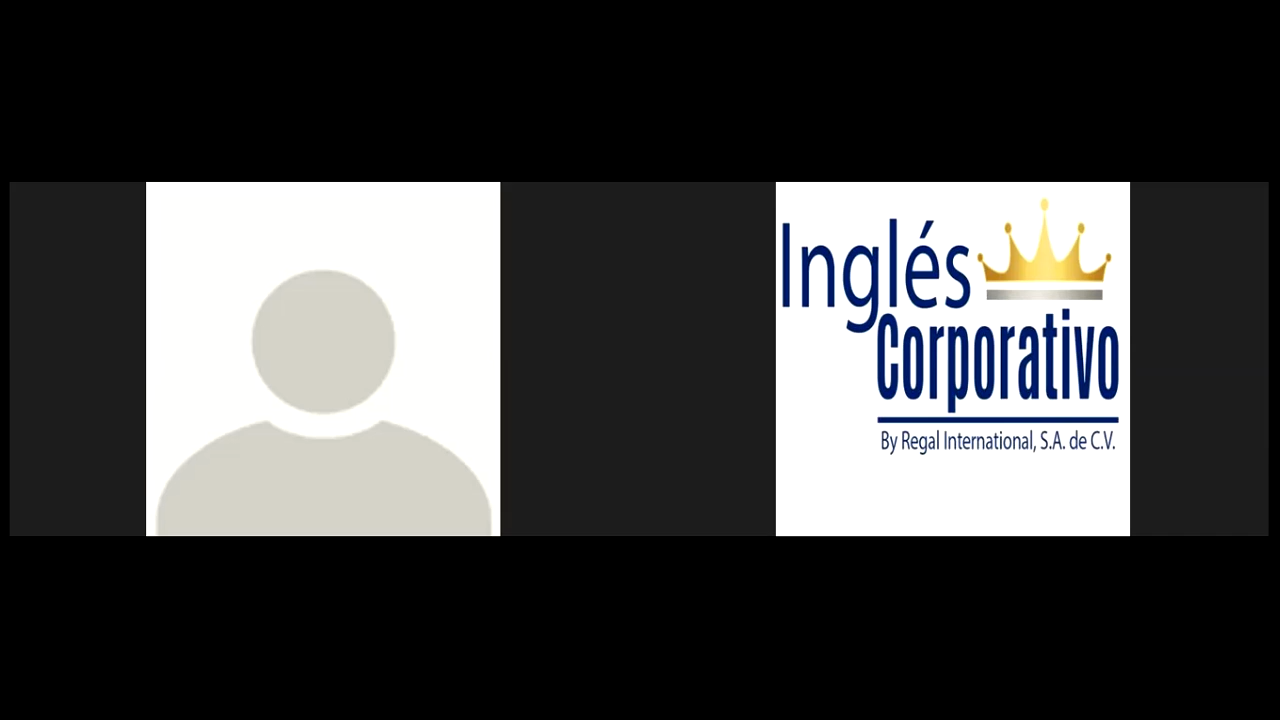 Inglés
Corporativo
By Regal International, S.A. de C.V.